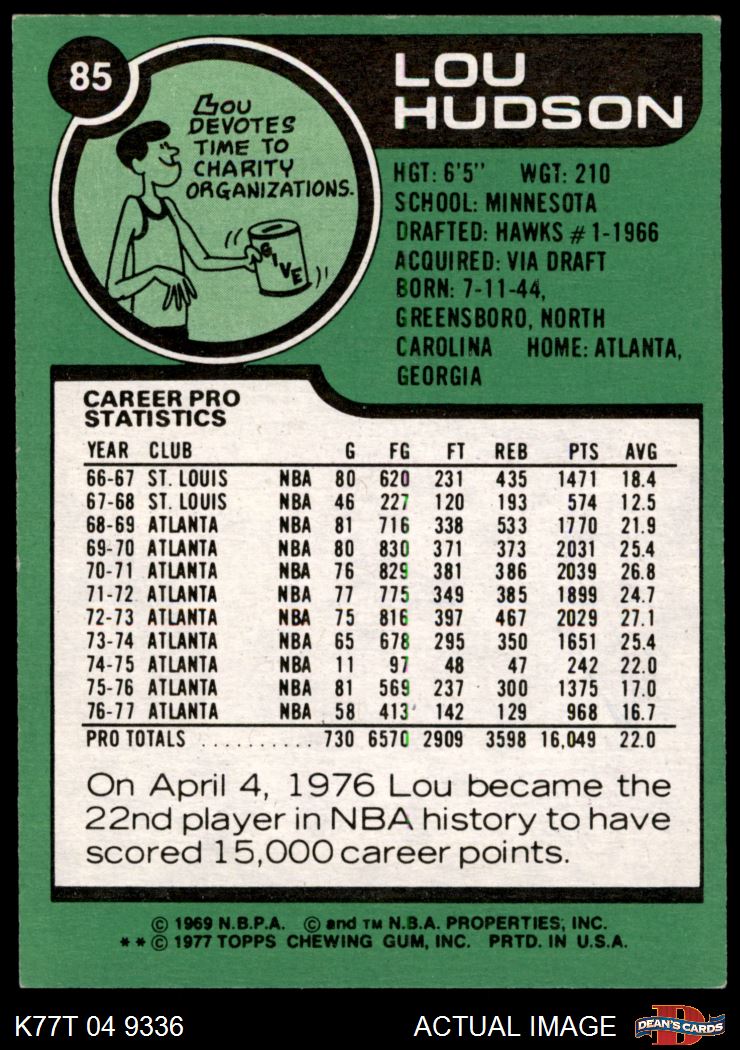 85
LOU
HUDSON
LOU
DEVOTES
TIME TO
CHARITY
ORGANIZATIONS.
GIVE
HGT: 6'5" WGT: 210
SCHOOL: MINNESOTA
DRAFTED: HAWKS #1-1966
ACQUIRED: VIA DRAFT
BORN: 7-11-44,
GREENSBORO, NORTH
CAROLINA HOME: ATLANTA,
GEORGIA
CAREER PRO
STATISTICS
YEAR CLUB G FG FT REB PTS AVG
66-67 ST. LOUIS NBA 80 620 231 435 1471 18.4
67-68 ST. LOUIS NBA 46 227 120 193 574 12.5
68-69 ATLANTA NBA 81 716 338 533 1770 21.9
69-70 ATLANTA NBA 80 830 371 373 2031 25.4
70-71 ATLANTA NBA 76 829 381 386 2039 26.8
71-72 ATLANTA NBA 77 775 349 385 1899 24.7
72-73 ATLANTA NBA 75 816 397 467 2029 27.1
73-74 ATLANTA NBA 65 678 295 350 1651 25.4
74-75 ATLANTA NBA 11 97 48 47 242 22.0
75-76 ATLANTA NBA 81 569 237 300 1375 17.0
76-77 ATLANTA NBA 58 413 142 129 968 16.7
PRO TOTALS .......... 730 6570 2909 3598 16,049 22.0
On April 4, 1976 Lou became the
22nd player in NBA history to have
scored 15,000 career points.
© 1969 N.B.P.A. © and TM N.B.A. PROPERTIES, INC.
** © 1977 TOPPS CHEWING GUM, INC. PRTD. IN U.S.A.
K77T 04 9336 ACTUAL IMAGE
D
DEAN'S CARDS